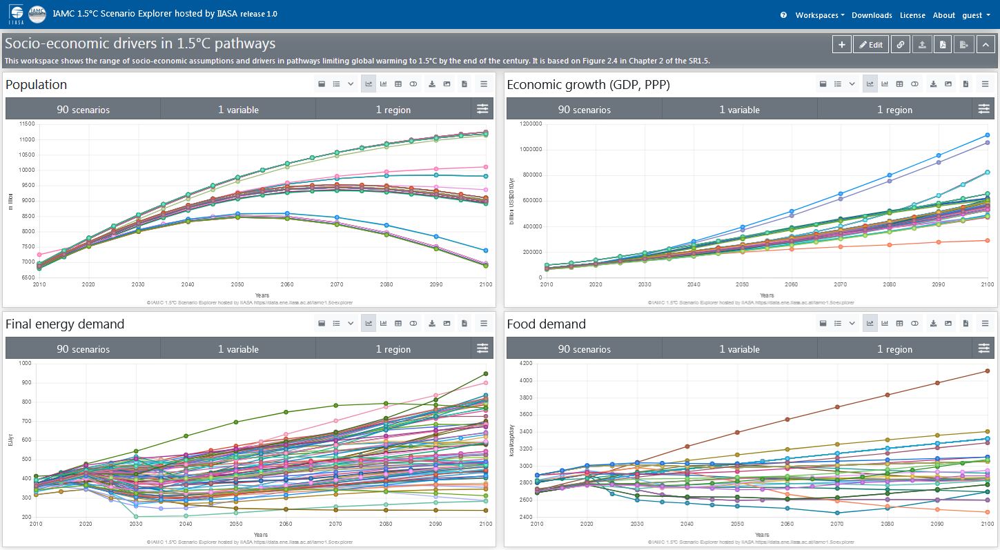 IIASA
IAMC
IAMC 1.5°C Scenario Explorer hosted by IIASA release 1.0
Workspaces
Downloads
License
About
guest
Socio-economic drivers in 1.5°C pathways
Edit
This workspace shows the range of socio-economic assumptions and drivers in pathways limiting global warming to 1.5°C by the end of the century. It is based on Figure 2.4 in Chapter 2 of the SR1.5.
Population
90 scenarios
1 variable
1 region
11500
11000
10500
10000
9500
9000
8500
8000
7500
7000
6500
million
2010 2020 2030 2040 2050 2060 2070 2080 2090 2100
Years
© IAMC 1.5°C Scenario Explorer hosted by IIASA https://data.ene.iiasa.ac.at/iamc-1.5c-explorer
Economic growth (GDP, PPP)
90 scenarios
1 variable
1 region
1200000
1000000
800000
600000
400000
200000
0
billion US$2010/yr
2010 2020 2030 2040 2050 2060 2070 2080 2090 2100
Years
© IAMC 1.5°C Scenario Explorer hosted by IIASA https://data.ene.iiasa.ac.at/iamc-1.5c-explorer
Final energy demand
90 scenarios
1 variable
1 region
1000
900
800
700
600
500
400
300
200
EJ/yr
2010 2020 2030 2040 2050 2060 2070 2080 2090 2100
Years
© IAMC 1.5°C Scenario Explorer hosted by IIASA https://data.ene.iiasa.ac.at/iamc-1.5c-explorer
Food demand
90 scenarios
1 variable
1 region
4200
4000
3800
3600
3400
3200
3000
2800
2600
2400
kcal/cap/day
2010 2020 2030 2040 2050 2060 2070 2080 2090 2100
Years
© IAMC 1.5°C Scenario Explorer hosted by IIASA https://data.ene.iiasa.ac.at/iamc-1.5c-explorer